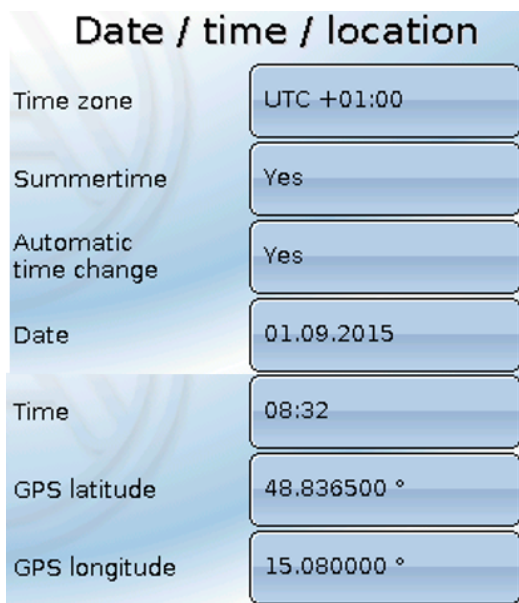 Date / time / location
Time zone
UTC +01:00
Summertime
Yes
Automatic
time change
Yes
Date
01.09.2015
Time
08:32
GPS latitude
48.836500 °
GPS longitude
15.080000 °